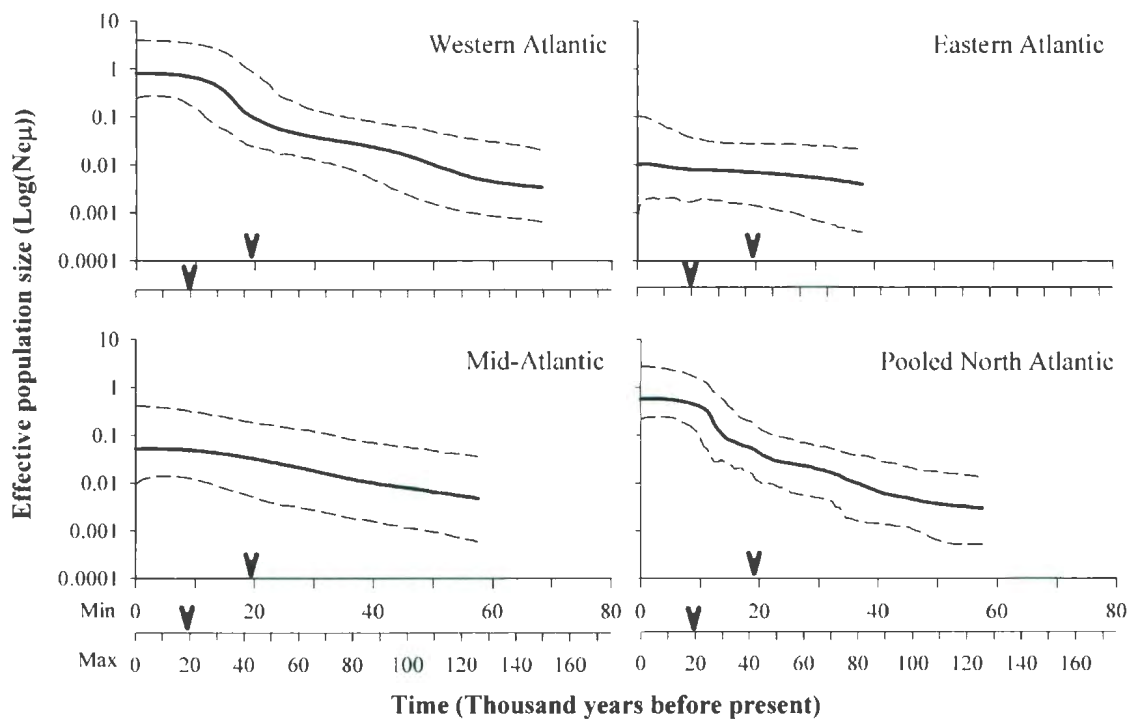 Effective population size (Log(Neμ))
10
1
0.1
0.01
0.001
0.0001
Western Atlantic
Eastern Atlantic
10
1
0.1
0.01
0.001
0.0001
Mid-Atlantic
Pooled North Atlantic
Min 0 20 40 60 0 20 40 60 80
Max 0 20 40 60 80 100 120 140 160 0 20 40 60 80 100 120 140 160
Time (Thousand years before present)